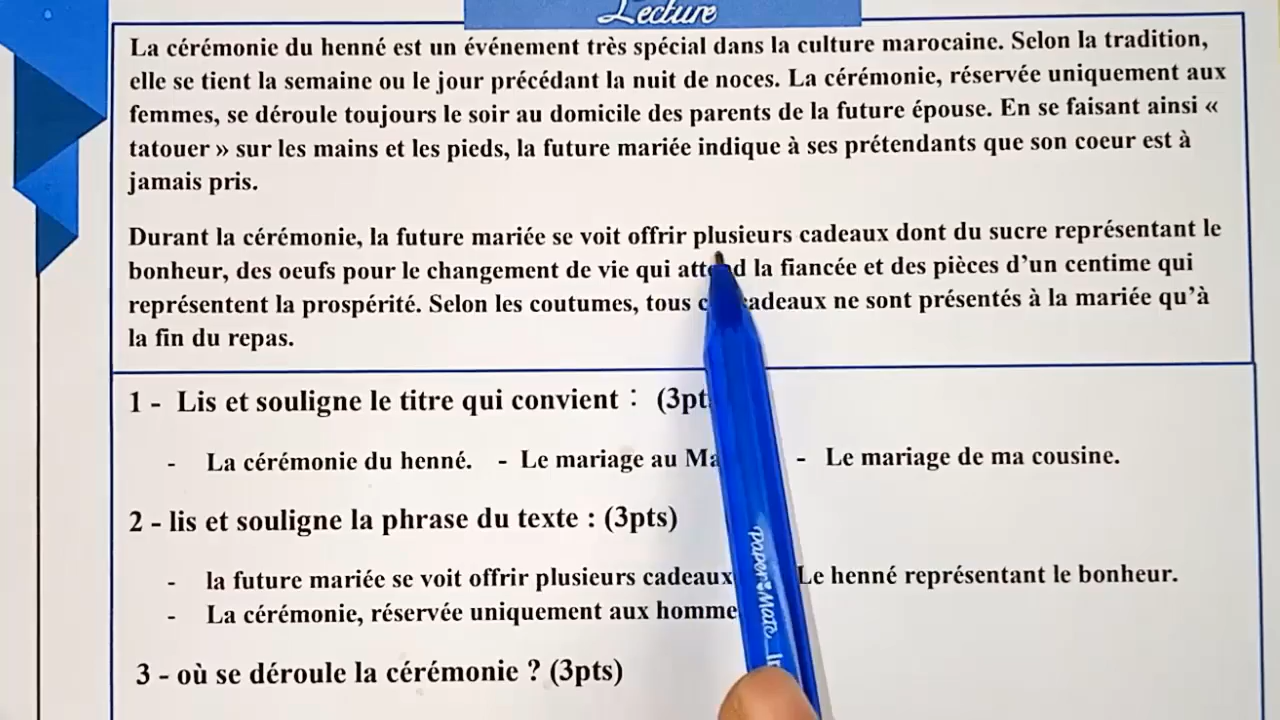 Lecture
La cérémonie du henné est un événement très spécial dans la culture marocaine. Selon la tradition,
elle se tient la semaine ou le jour précédant la nuit de noces. La cérémonie, réservée uniquement aux
femmes, se déroule toujours le soir au domicile des parents de la future épouse. En se faisant ainsi «
tatouer » sur les mains et les pieds, la future mariée indique à ses prétendants que son coeur est à
jamais pris.
Durant la cérémonie, la future mariée se voit offrir plusieurs cadeaux dont du sucre représentant le
bonheur, des oeufs pour le changement de vie qui la fiancée et des pièces d'un centime qui
représentent la prospérité. Selon les coutumes, tous cadeaux ne sont présentés à la mariée qu'à
la fin du repas.
1 - Lis et souligne le titre qui convient : (3pt
- La cérémonie du henné. - Le mariage au - Le mariage de ma cousine.
2 - lis et souligne la phrase du texte : (3pts)
- la future mariée se voit offrir plusieurs cadeaux Le henné représentant le bonheur.
- La cérémonie, réservée uniquement aux homme
3 - où se déroule la cérémonie ? (3pts)
paper mate